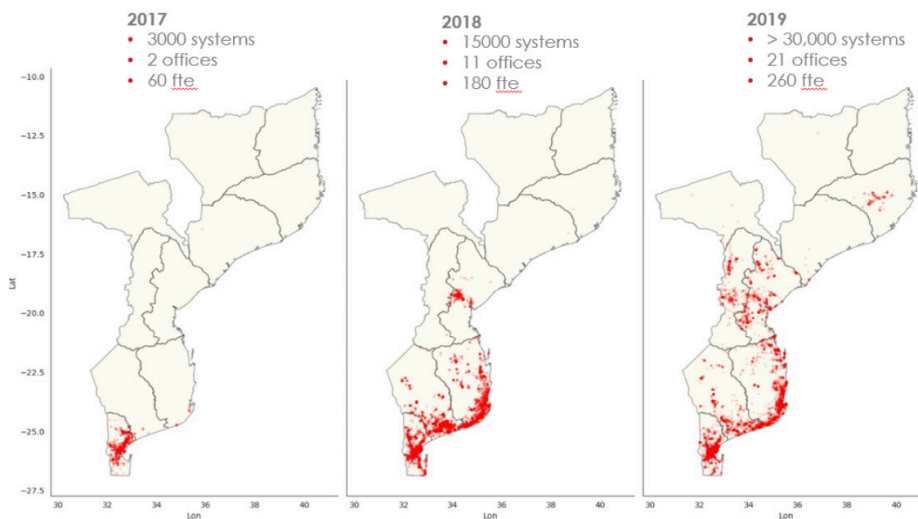 2017
• 3000 systems
• 2 offices
• 60 fte
2018
• 15000 systems
• 11 offices
• 180 fte
2019
• > 30,000 systems
• 21 offices
• 260 fte
−10.0
−12.5
−15.0
−17.5
−20.0
−22.5
−25.0
−27.5
Lat
30 32 34 36 38 40
Lon
30 32 34 36 38 40
Lon
30 32 34 36 38 40
Lon